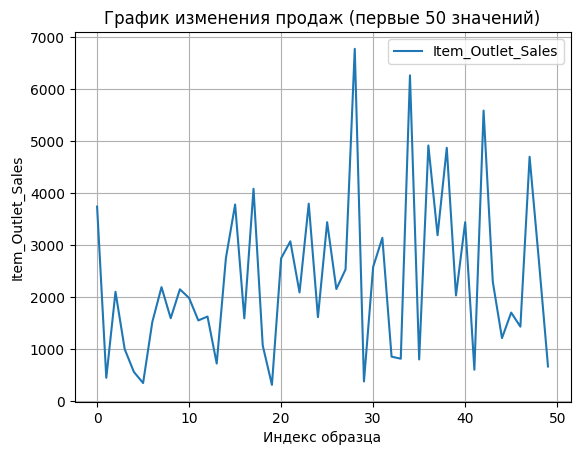 График изменения продаж (первые 50 значений)
Item_Outlet_Sales
7000
6000
5000
4000
3000
2000
1000
0
Item_Outlet_Sales
0 10 20 30 40 50
Индекс образца